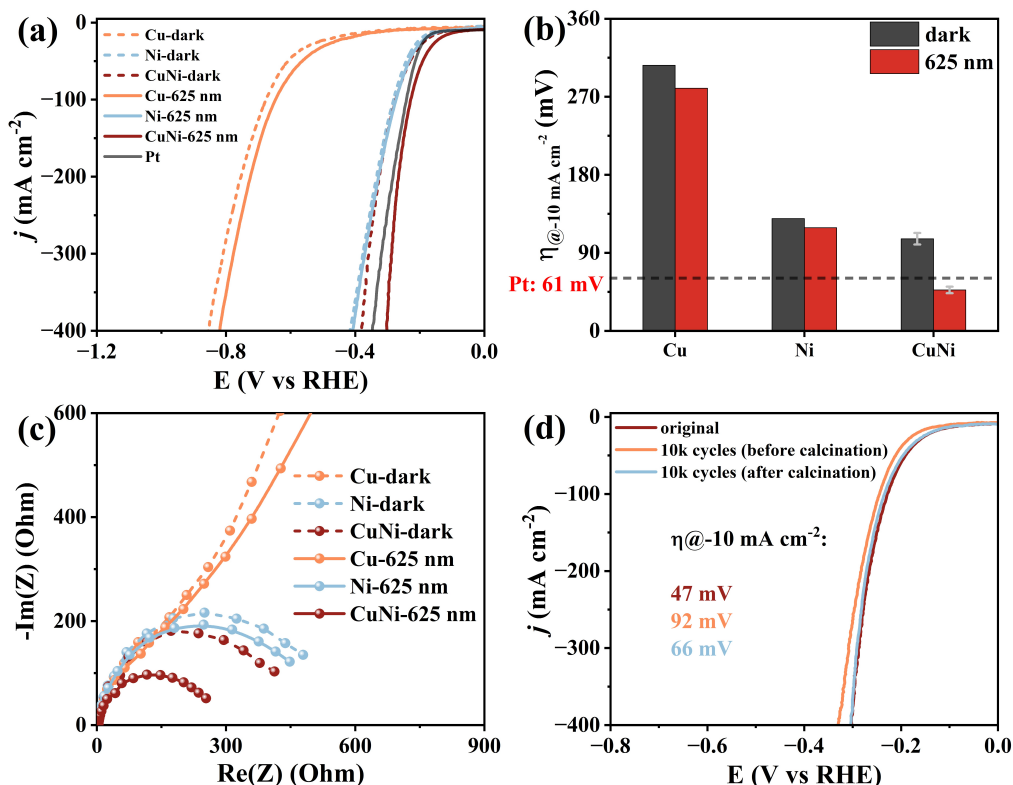 (a)
Cu-dark
Ni-dark
CuNi-dark
Cu-625 nm
Ni-625 nm
CuNi-625 nm
Pt
0
−100
−200
−300
−400
j (mA cm⁻²)
−1.2
−0.8
−0.4
0.0
E (V vs RHE)
(b)
dark
625 nm
360
270
180
90
0
η@-10 mA cm⁻² (mV)
Pt: 61 mV
Cu
Ni
CuNi
(c)
Cu-dark
Ni-dark
CuNi-dark
Cu-625 nm
Ni-625 nm
CuNi-625 nm
600
400
200
0
-Im(Z) (Ohm)
0
300
600
900
Re(Z) (Ohm)
(d)
original
10k cycles (before calcination)
10k cycles (after calcination)
η@-10 mA cm⁻²:
47 mV
92 mV
66 mV
0
−100
−200
−300
−400
j (mA cm⁻²)
−0.8
−0.6
−0.4
−0.2
0.0
E (V vs RHE)